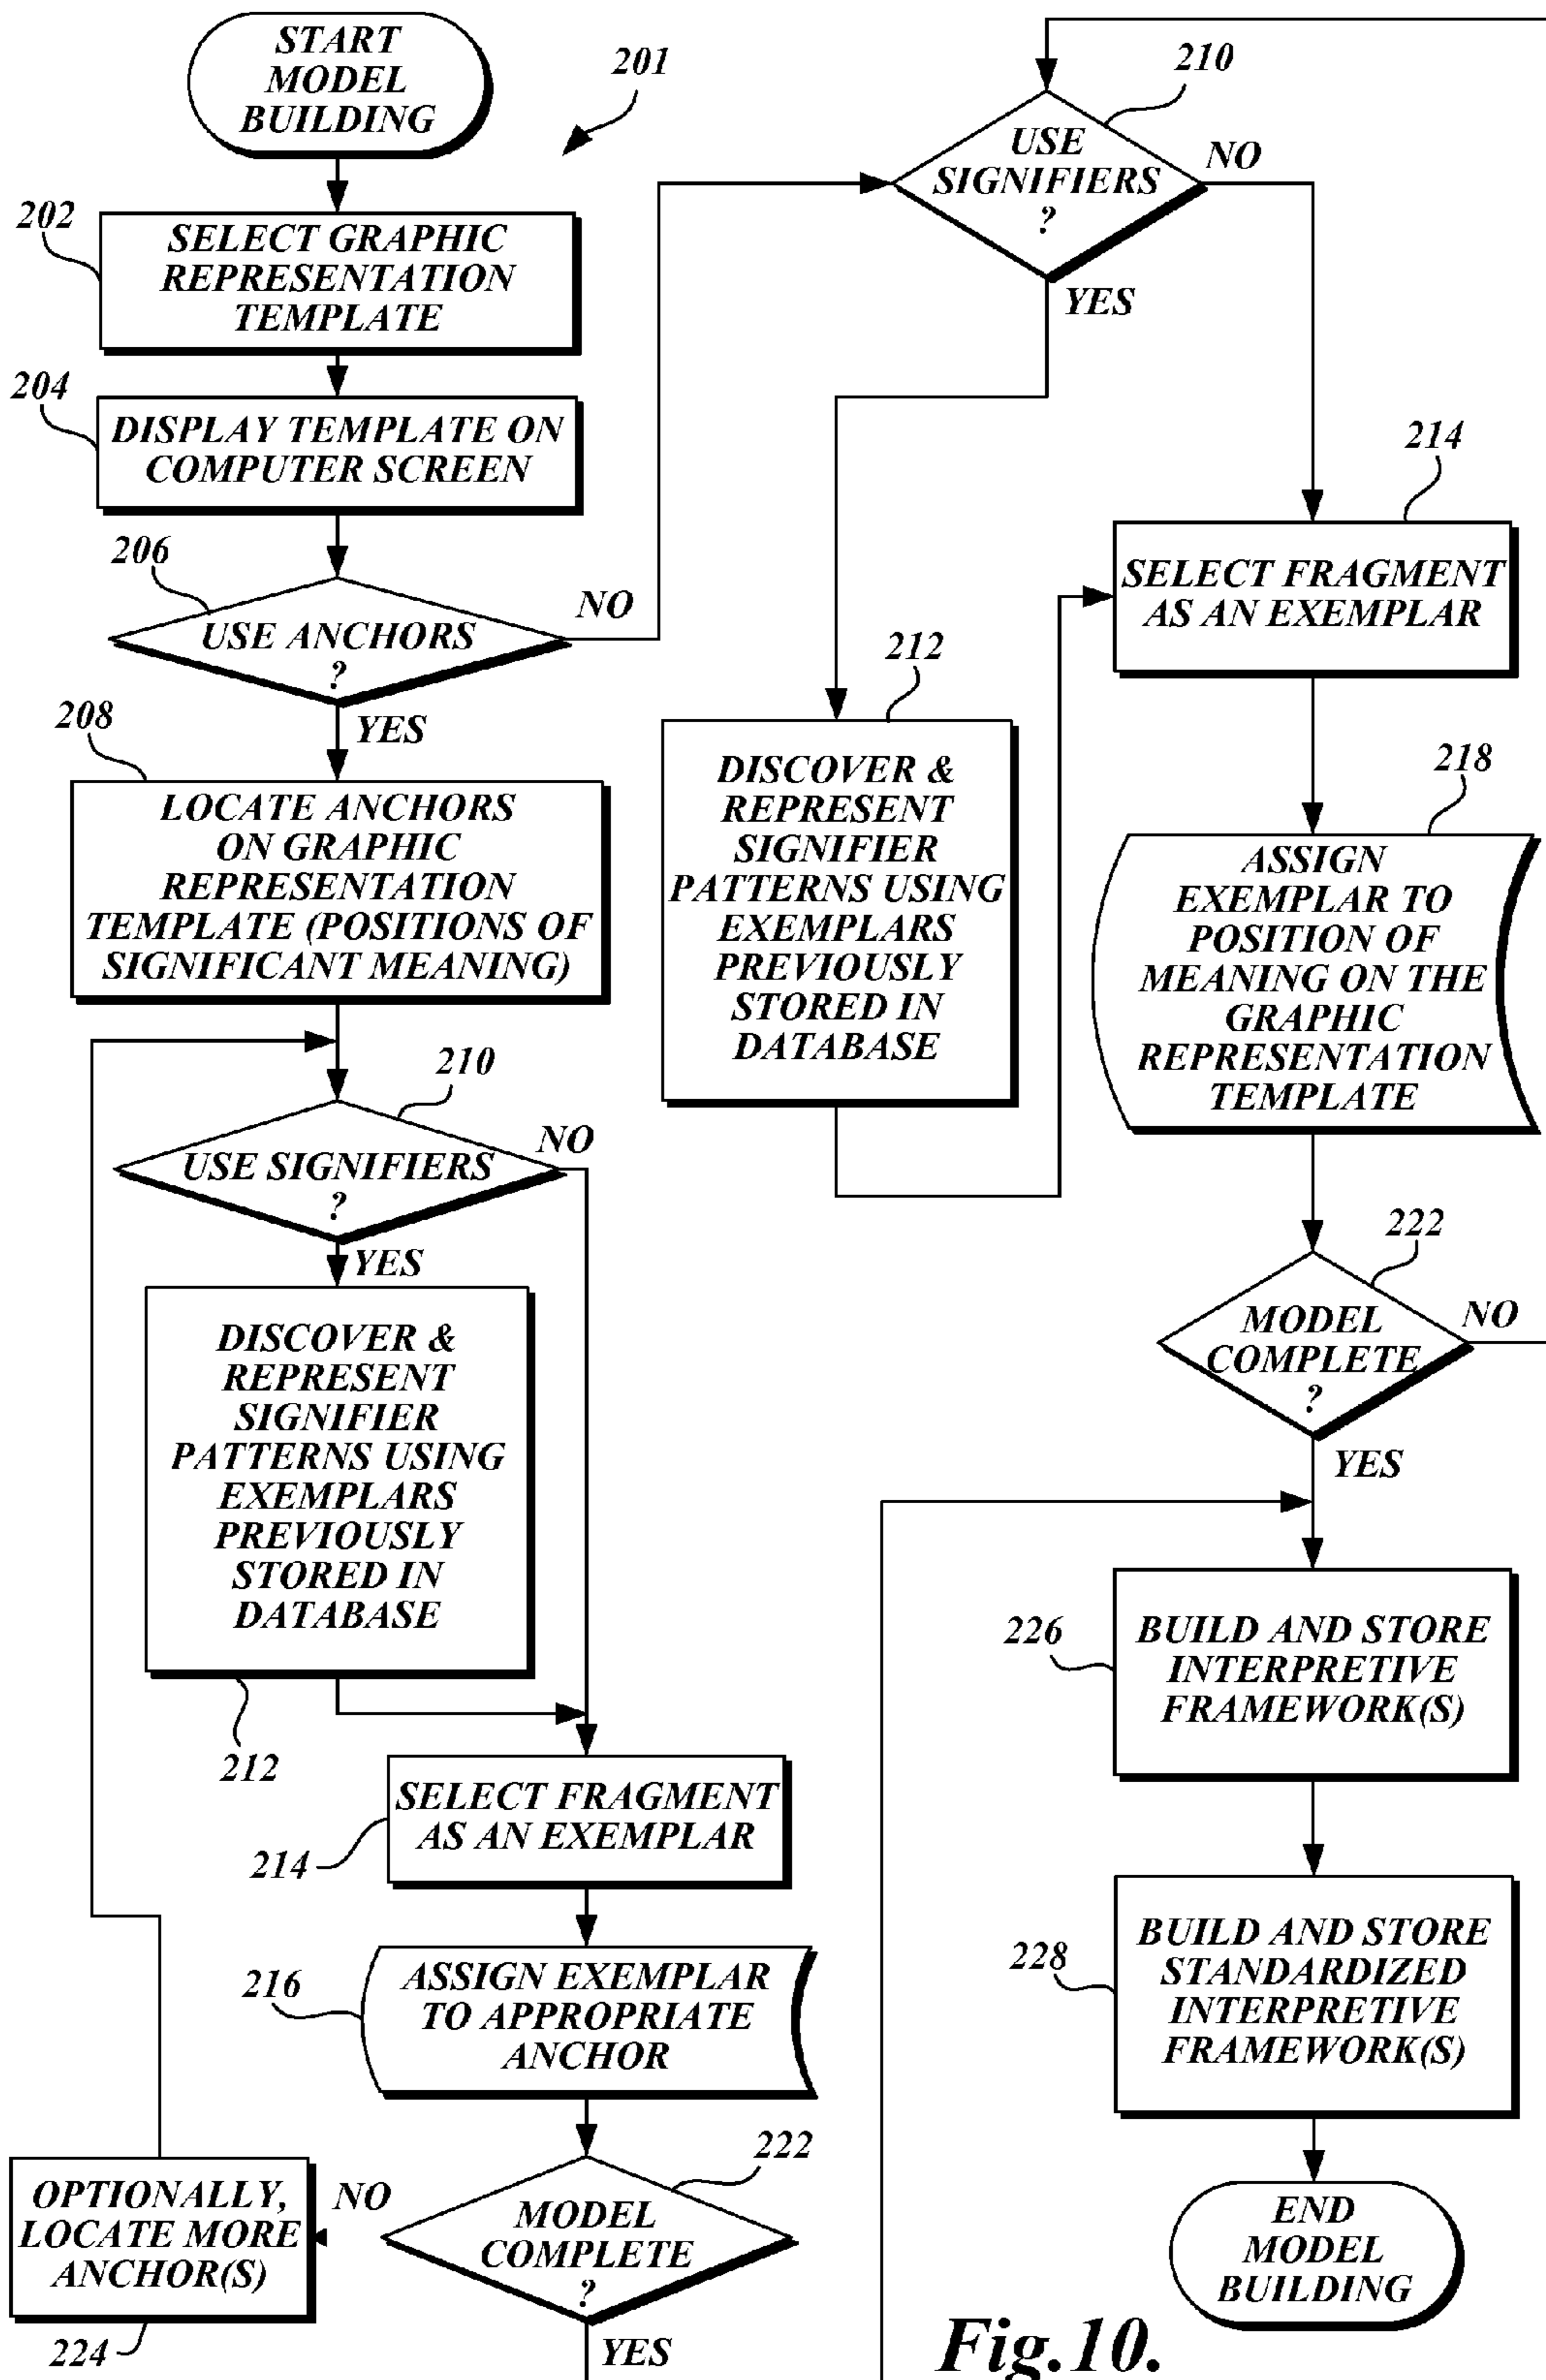 START
MODEL
BUILDING
201
202
SELECT GRAPHIC
REPRESENTATION
TEMPLATE
204
DISPLAY TEMPLATE ON
COMPUTER SCREEN
206
USE ANCHORS
?
NO
YES
208
LOCATE ANCHORS
ON GRAPHIC
REPRESENTATION
TEMPLATE (POSITIONS OF
SIGNIFICANT MEANING)
210
USE SIGNIFIERS
?
NO
YES
DISCOVER &
REPRESENT
SIGNIFIER
PATTERNS USING
EXEMPLARS
PREVIOUSLY
STORED IN
DATABASE
212
SELECT FRAGMENT
AS AN EXEMPLAR
214
216
ASSIGN EXEMPLAR
TO APPROPRIATE
ANCHOR
222
MODEL
COMPLETE
?
NO
YES
OPTIONALLY,
LOCATE MORE
ANCHOR(S)
224
210
USE
SIGNIFIERS
?
NO
YES
212
DISCOVER &
REPRESENT
SIGNIFIER
PATTERNS USING
EXEMPLARS
PREVIOUSLY
STORED IN
DATABASE
214
SELECT FRAGMENT
AS AN EXEMPLAR
218
ASSIGN
EXEMPLAR TO
POSITION OF
MEANING ON THE
GRAPHIC
REPRESENTATION
TEMPLATE
222
MODEL
COMPLETE
?
NO
YES
226
BUILD AND STORE
INTERPRETIVE
FRAMEWORK(S)
228
BUILD AND STORE
STANDARDIZED
INTERPRETIVE
FRAMEWORK(S)
END
MODEL
BUILDING
Fig.10.